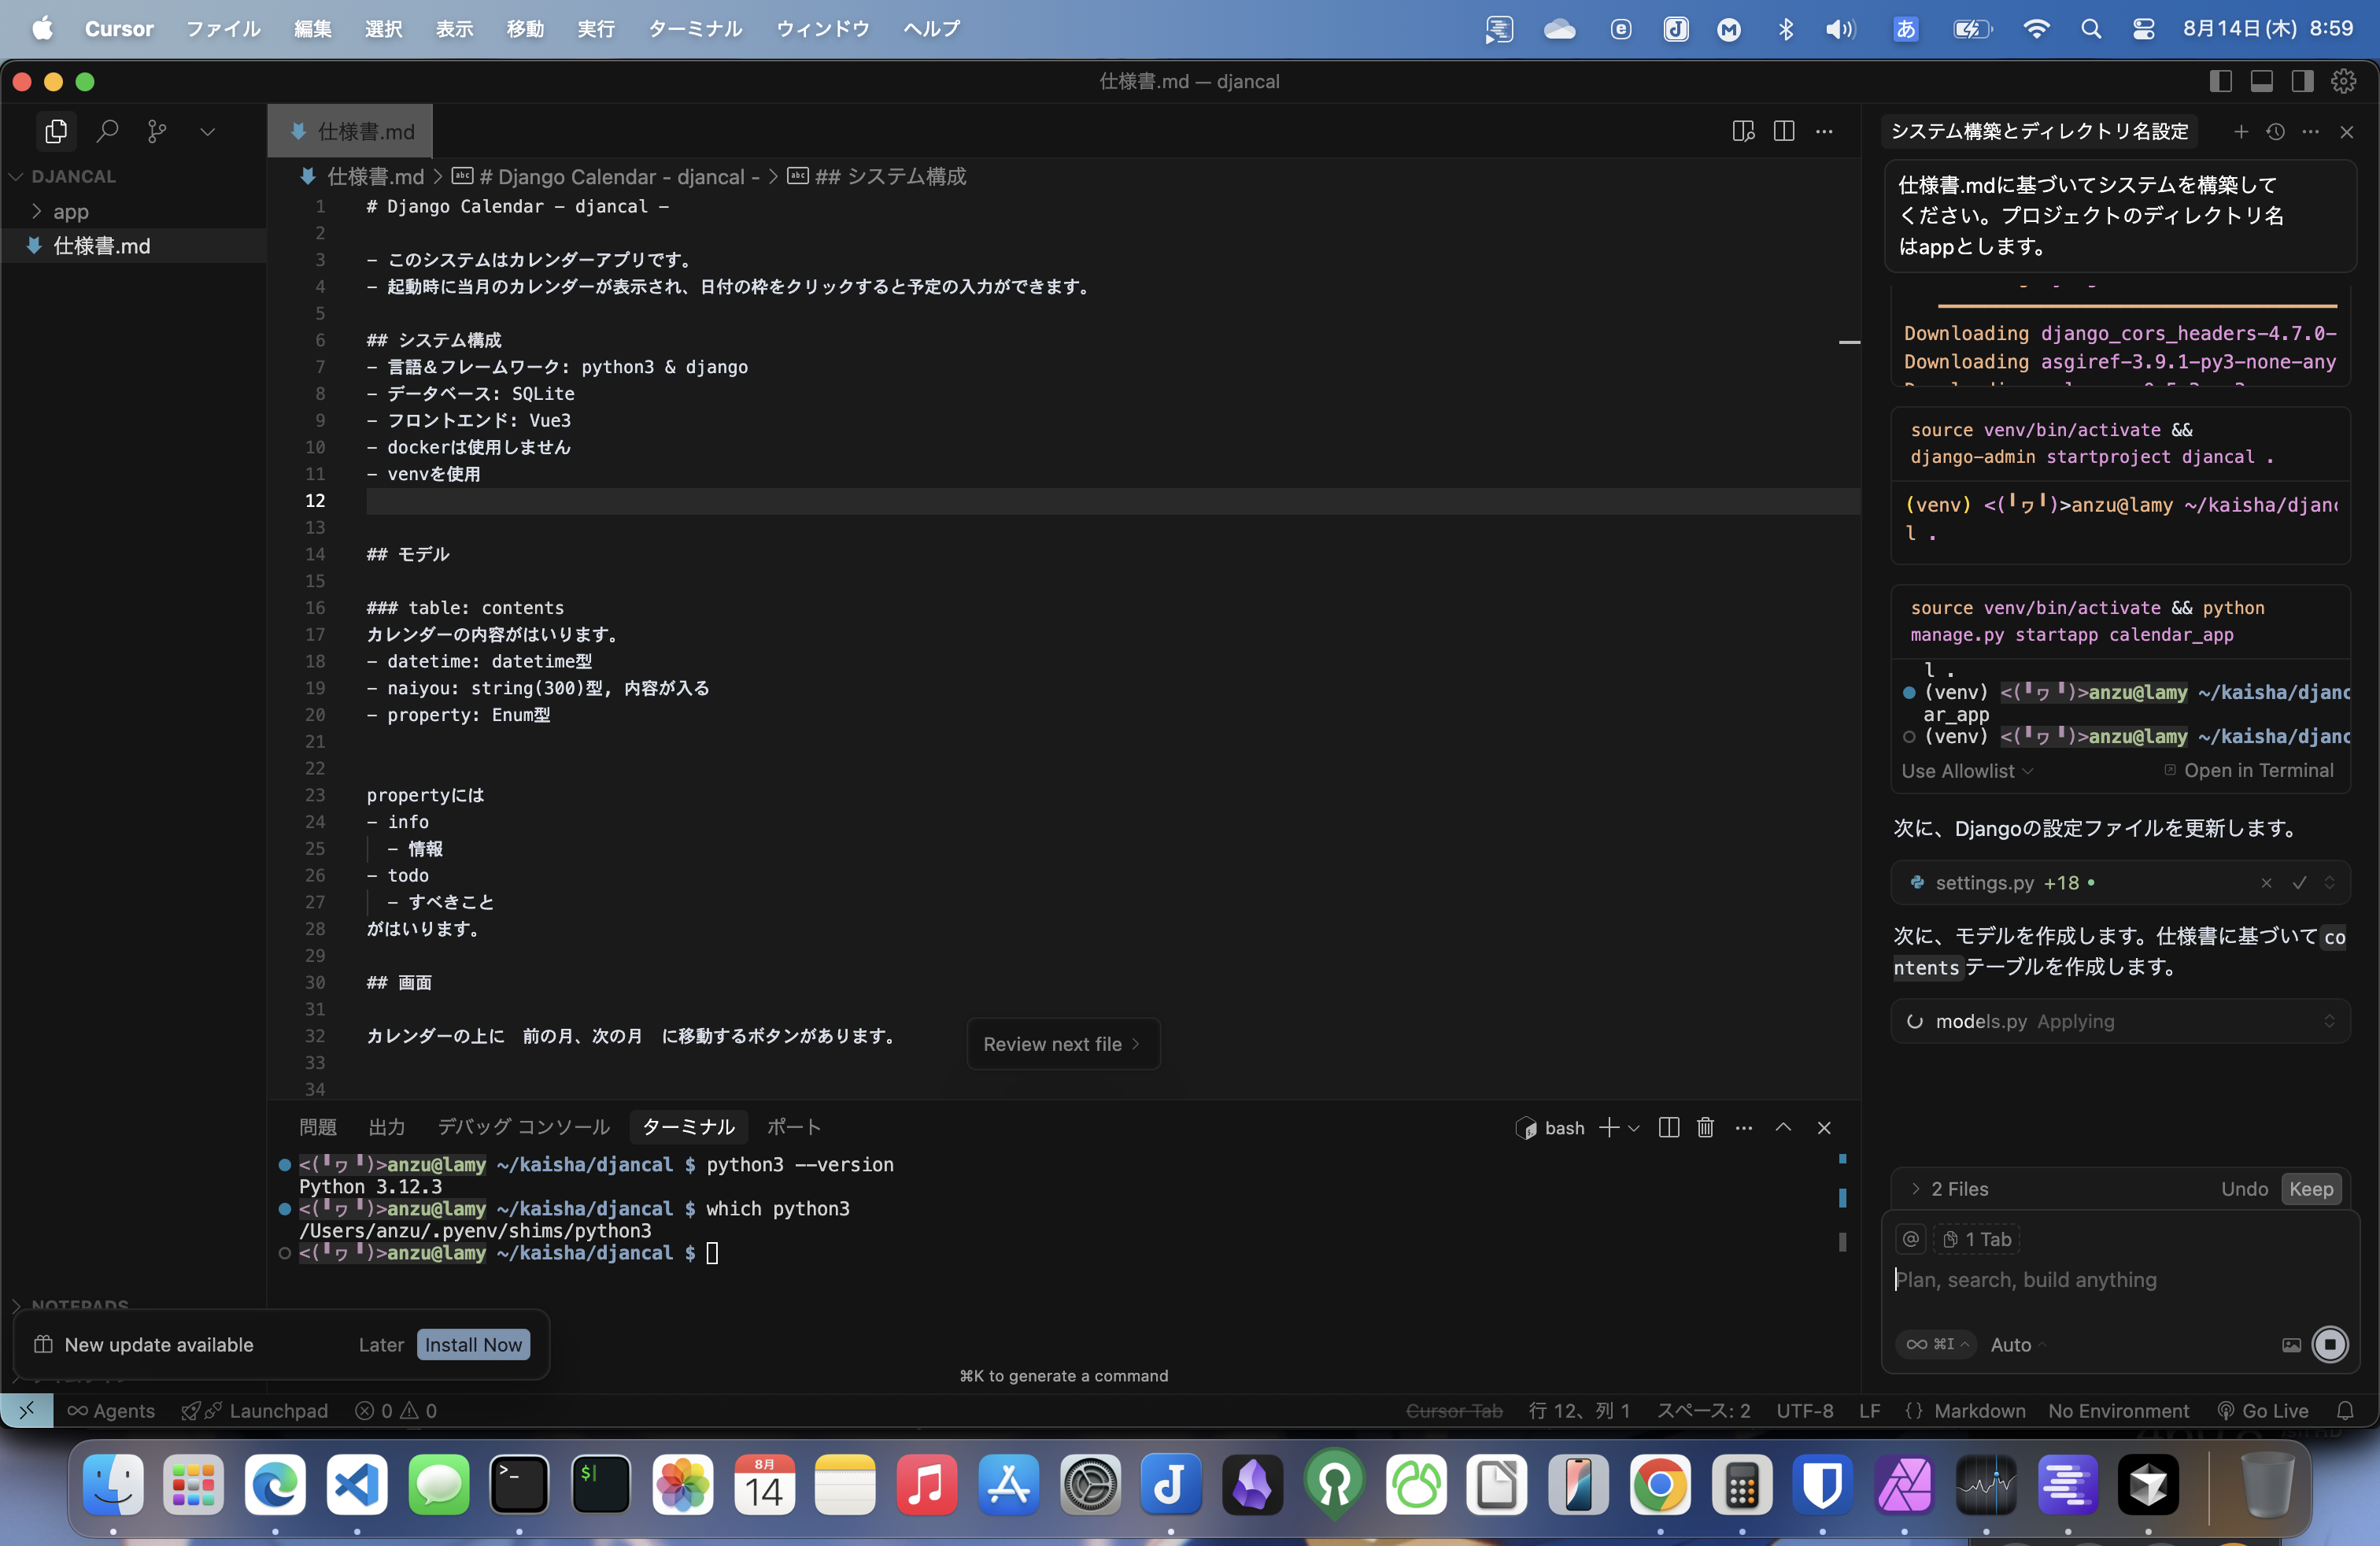 Cursor ファイル 編集 選択 表示 移動 実行 ターミナル ウィンドウ ヘルプ
8月14日(木) 8:59
仕様書.md — djancal
DJANCAL
app
仕様書.md
仕様書.md
仕様書.md > # Django Calendar - djancal - > ## システム構成
1 # Django Calendar - djancal -
2
3 - このシステムはカレンダーアプリです。
4 - 起動時に当月のカレンダーが表示され、日付の枠をクリックすると予定の入力ができます。
5
6 ## システム構成
7 - 言語＆フレームワーク: python3 & django
8 - データベース: SQLite
9 - フロントエンド: Vue3
10 - dockerは使用しません
11 - venvを使用
12
13
14 ## モデル
15
16 ### table: contents
17 カレンダーの内容がはいります。
18 - datetime: datetime型
19 - naiyou: string(300)型, 内容が入る
20 - property: Enum型
21
22
23 propertyには
24 - info
25 - 情報
26 - todo
27 - すべきこと
28 がはいります。
29
30 ## 画面
31
32 カレンダーの上に　前の月、次の月　に移動するボタンがあります。
33
34
Review next file >
問題 出力 デバッグ コンソール ターミナル ポート
bash
<(╹ヮ╹)>anzu@lamy ~/kaisha/djancal $ python3 --version
Python 3.12.3
<(╹ヮ╹)>anzu@lamy ~/kaisha/djancal $ which python3
/Users/anzu/.pyenv/shims/python3
<(╹ヮ╹)>anzu@lamy ~/kaisha/djancal $
⌘K to generate a command
NOTEPADS
New update available Later Install Now
システム構築とディレクトリ名設定
仕様書.mdに基づいてシステムを構築して
ください。プロジェクトのディレクトリ名
はappとします。
Downloading django_cors_headers-4.7.0-
Downloading asgiref-3.9.1-py3-none-any
source venv/bin/activate &&
django-admin startproject djancal .
(venv) <(╹ヮ╹)>anzu@lamy ~/kaisha/djanc
l .
source venv/bin/activate && python
manage.py startapp calendar_app
l .
(venv) <(╹ヮ╹)>anzu@lamy ~/kaisha/djanc
ar_app
(venv) <(╹ヮ╹)>anzu@lamy ~/kaisha/djanc
Use Allowlist Open in Terminal
次に、Djangoの設定ファイルを更新します。
settings.py +18 •
次に、モデルを作成します。仕様書に基づいてco
ntentsテーブルを作成します。
models.py Applying
2 Files Undo Keep
@ 1 Tab
Plan, search, build anything
∞ ⌘I Auto
Agents Launchpad 0 0
Cursor Tab 行 12、列 1 スペース: 2 UTF-8 LF {} Markdown No Environment Go Live
8月
14